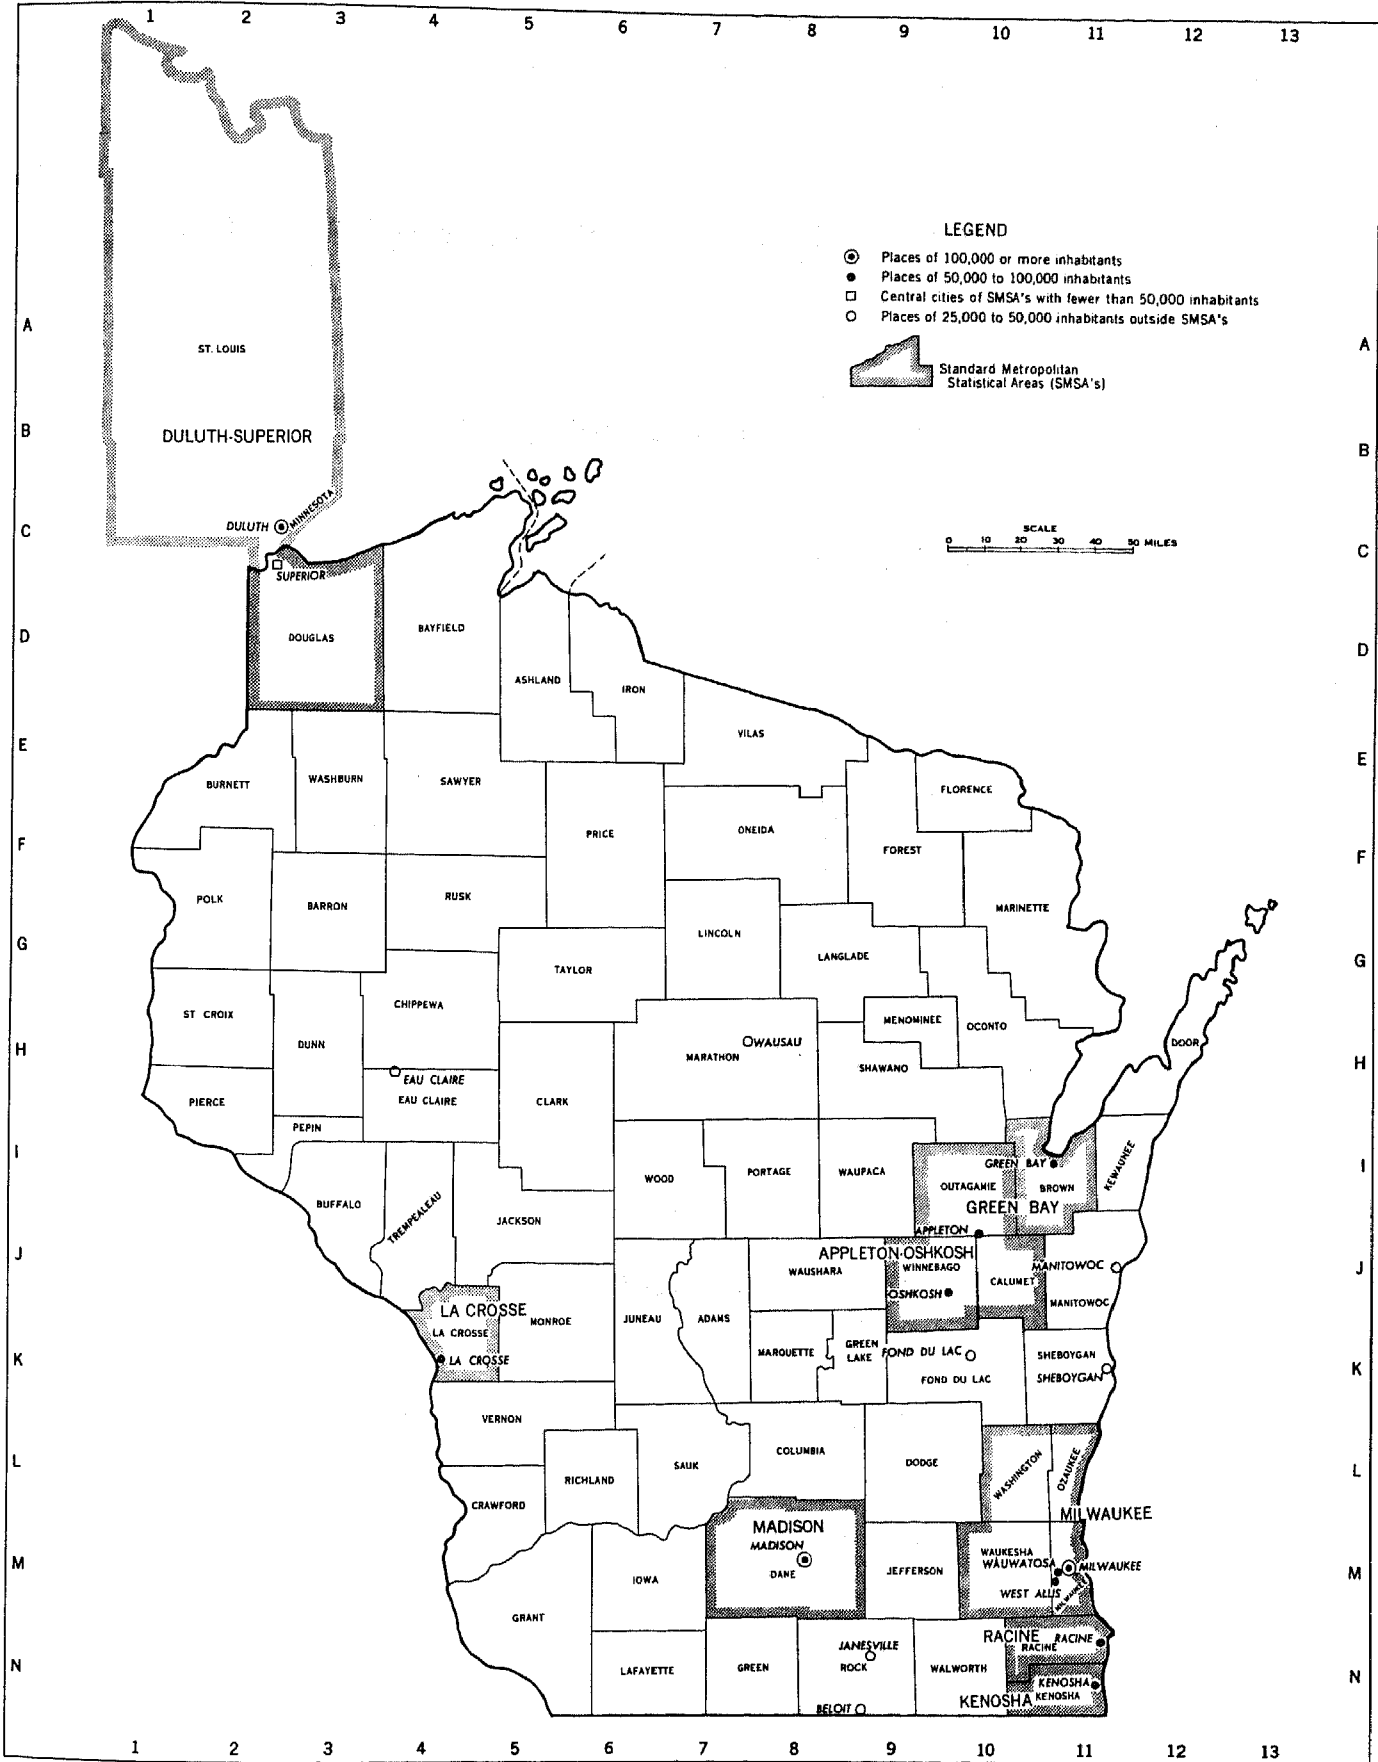 1 2 3 4 5 6 7 8 9 10 11 12 13
LEGEND
Places of 100,000 or more inhabitants
Places of 50,000 to 100,000 inhabitants
Central cities of SMSA's with fewer than 50,000 inhabitants
Places of 25,000 to 50,000 inhabitants outside SMSA's
Standard Metropolitan
Statistical Areas (SMSA's)
A
A
ST. LOUIS
B
B
DULUTH-SUPERIOR
MINNESOTA
DULUTH
C
C
SCALE
0 10 20 30 40 50 MILES
SUPERIOR
D
D
DOUGLAS
BAYFIELD
ASHLAND
IRON
E
E
VILAS
BURNETT
WASHBURN
SAWYER
FLORENCE
F
F
PRICE
ONEIDA
FOREST
POLK
BARRON
RUSK
MARINETTE
G
G
LINCOLN
LANGLADE
TAYLOR
ST CROIX
CHIPPEWA
MENOMINEE
OCONTO
H
H
DUNN
MARATHON
WAUSAU
SHAWANO
DOOR
EAU CLAIRE
EAU CLAIRE
PIERCE
CLARK
PEPIN
I
I
WOOD
PORTAGE
WAUPACA
GREEN BAY
OUTAGAMIE
BROWN
KEWAUNEE
GREEN BAY
BUFFALO
TREMPEALEAU
JACKSON
APPLETON
J
J
APPLETON-OSHKOSH
WAUSHARA
WINNEBAGO
CALUMET
MANITOWOC
OSHKOSH
MANITOWOC
LA CROSSE
LA CROSSE
LA CROSSE
MONROE
JUNEAU
ADAMS
K
K
MARQUETTE
GREEN
LAKE
FOND DU LAC
FOND DU LAC
SHEBOYGAN
SHEBOYGAN
VERNON
L
L
RICHLAND
SAUK
COLUMBIA
DODGE
WASHINGTON
OZAUKEE
CRAWFORD
MADISON
MADISON
DANE
MILWAUKEE
M
M
IOWA
JEFFERSON
WAUKESHA
WAUWATOSA
MILWAUKEE
WEST ALLIS
MILWAUKEE
GRANT
N
N
LAFAYETTE
GREEN
JANESVILLE
ROCK
BELOIT
WALWORTH
RACINE
RACINE
RACINE
KENOSHA
KENOSHA
KENOSHA
1 2 3 4 5 6 7 8 9 10 11 12 13